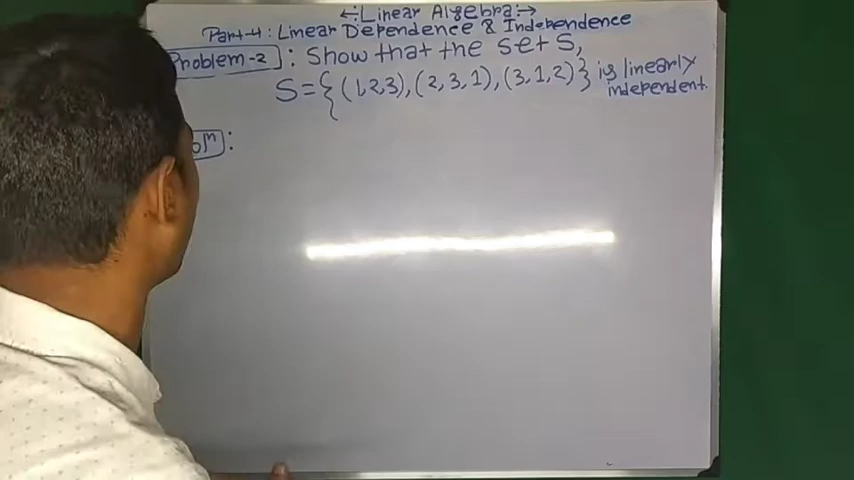 ←: Linear Algebra: →
Part-4: Linear Dependence & Independence
Problem-2 : Show that the set S,
S = { (1,2,3), (2,3,1), (3,1,2) } is linearly
independent.
: